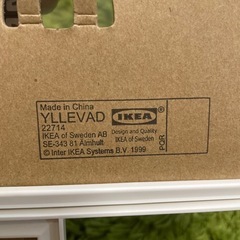 Made in China
YLLEVAD
22714
IKEA of Sweden AB
SE-343 81 Älmhult
© Inter IKEA Systems B.V. 1999
IKEA
Design and Quality
IKEA of Sweden
PQR